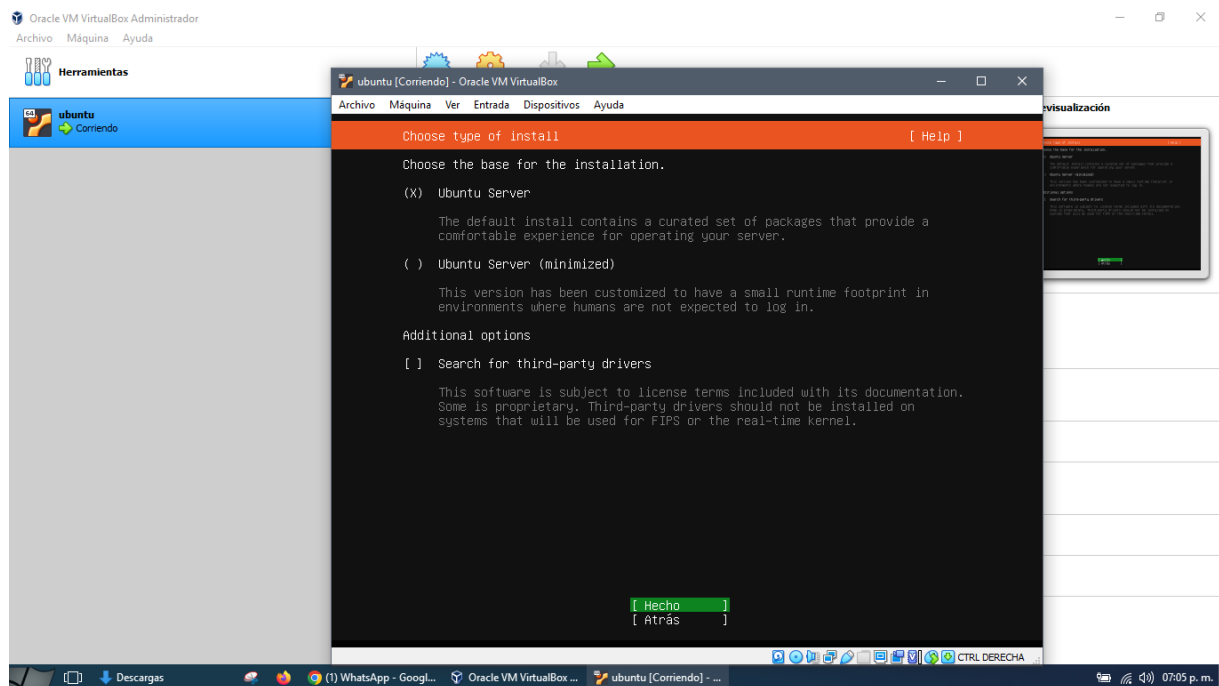 Oracle VM VirtualBox Administrador
Archivo Máquina Ayuda
Herramientas
64
ubuntu
Corriendo
ubuntu [Corriendo] - Oracle VM VirtualBox
Archivo Máquina Ver Entrada Dispositivos Ayuda
evisualización
Choose type of install [ Help ]
Choose the base for the installation.
(X) Ubuntu Server
The default install contains a curated set of packages that provide a
comfortable experience for operating your server.
( ) Ubuntu Server (minimized)
This version has been customized to have a small runtime footprint in
environments where humans are not expected to log in.
Additional options
[ ] Search for third-party drivers
This software is subject to license terms included with its documentation.
Some is proprietary. Third-party drivers should not be installed on
systems that will be used for FIPS or the real-time kernel.
[ Hecho ]
[ Atrás ]
CTRL DERECHA
Descargas
(1) WhatsApp - Googl...
Oracle VM VirtualBox ...
ubuntu [Corriendo] - ...
07:05 p. m.